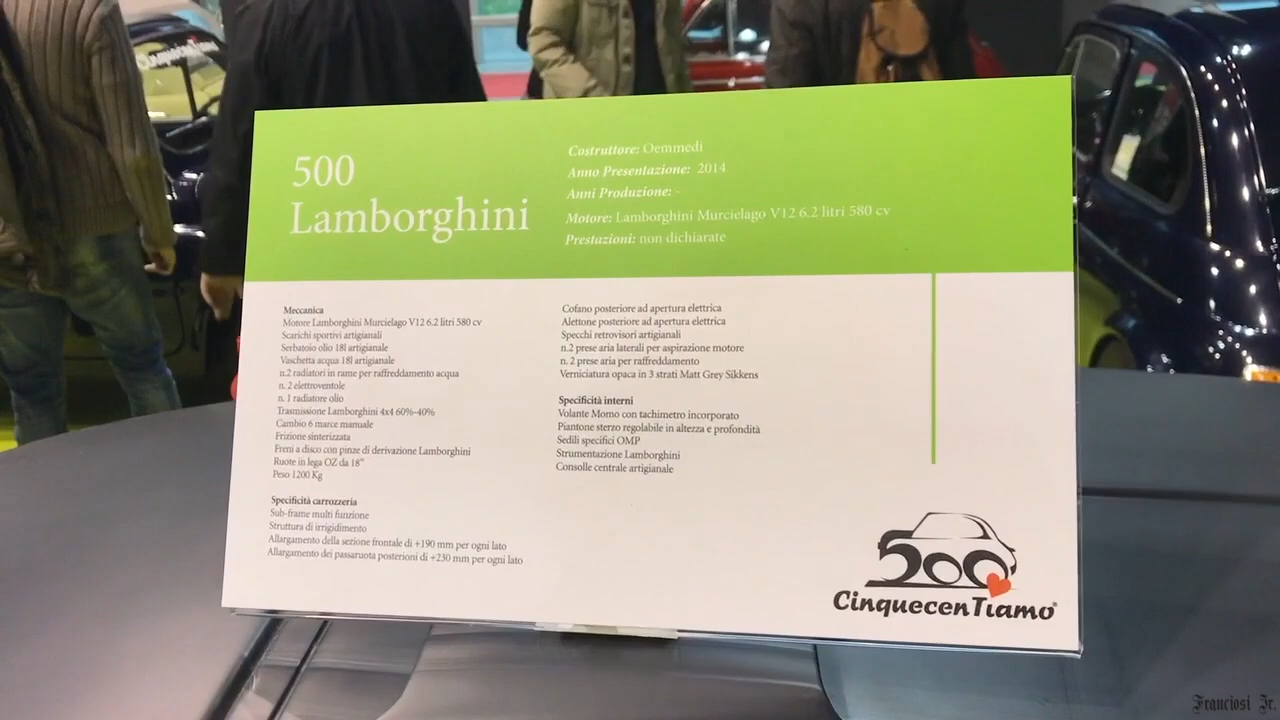 500
Lamborghini
Costruttore: Oemmedi
Anno Presentazione: 2014
Anni Produzione: -
Motore: Lamborghini Murcielago V12 6.2 litri 580 cv
Prestazioni: non dichiarate
Meccanica
Motore Lamborghini Murcielago V12 6.2 litri 580 cv
Scarichi sportivi artigianali
Serbatoio olio 18l artigianale
Vaschetta acqua 18l artigianale
n.2 radiatori in rame per raffreddamento acqua
n. 2 elettroventole
n. 1 radiatore olio
Trasmissione Lamborghini 4x4 60%-40%
Cambio 6 marce manuale
Frizione sinterizzata
Freni a disco con pinze di derivazione Lamborghini
Ruote in lega OZ da 18"
Peso 1200 Kg
Specificità carrozzeria
Sub-frame multi funzione
Struttura di irrigidimento
Allargamento della sezione frontale di +190 mm per ogni lato
Allargamento dei passaruota posteriori di +230 mm per ogni lato
Cofano posteriore ad apertura elettrica
Alettone posteriore ad apertura elettrica
Specchi retrovisori artigianali
n.2 prese aria laterali per aspirazione motore
n. 2 prese aria per raffreddamento
Verniciatura opaca in 3 strati Matt Grey Sikkens
Specificità interni
Volante Momo con tachimetro incorporato
Piantone sterzo regolabile in altezza e profondità
Sedili specifici OMP
Strumentazione Lamborghini
Consolle centrale artigianale
500
CinquecenTiamo
Franciosi Jr.